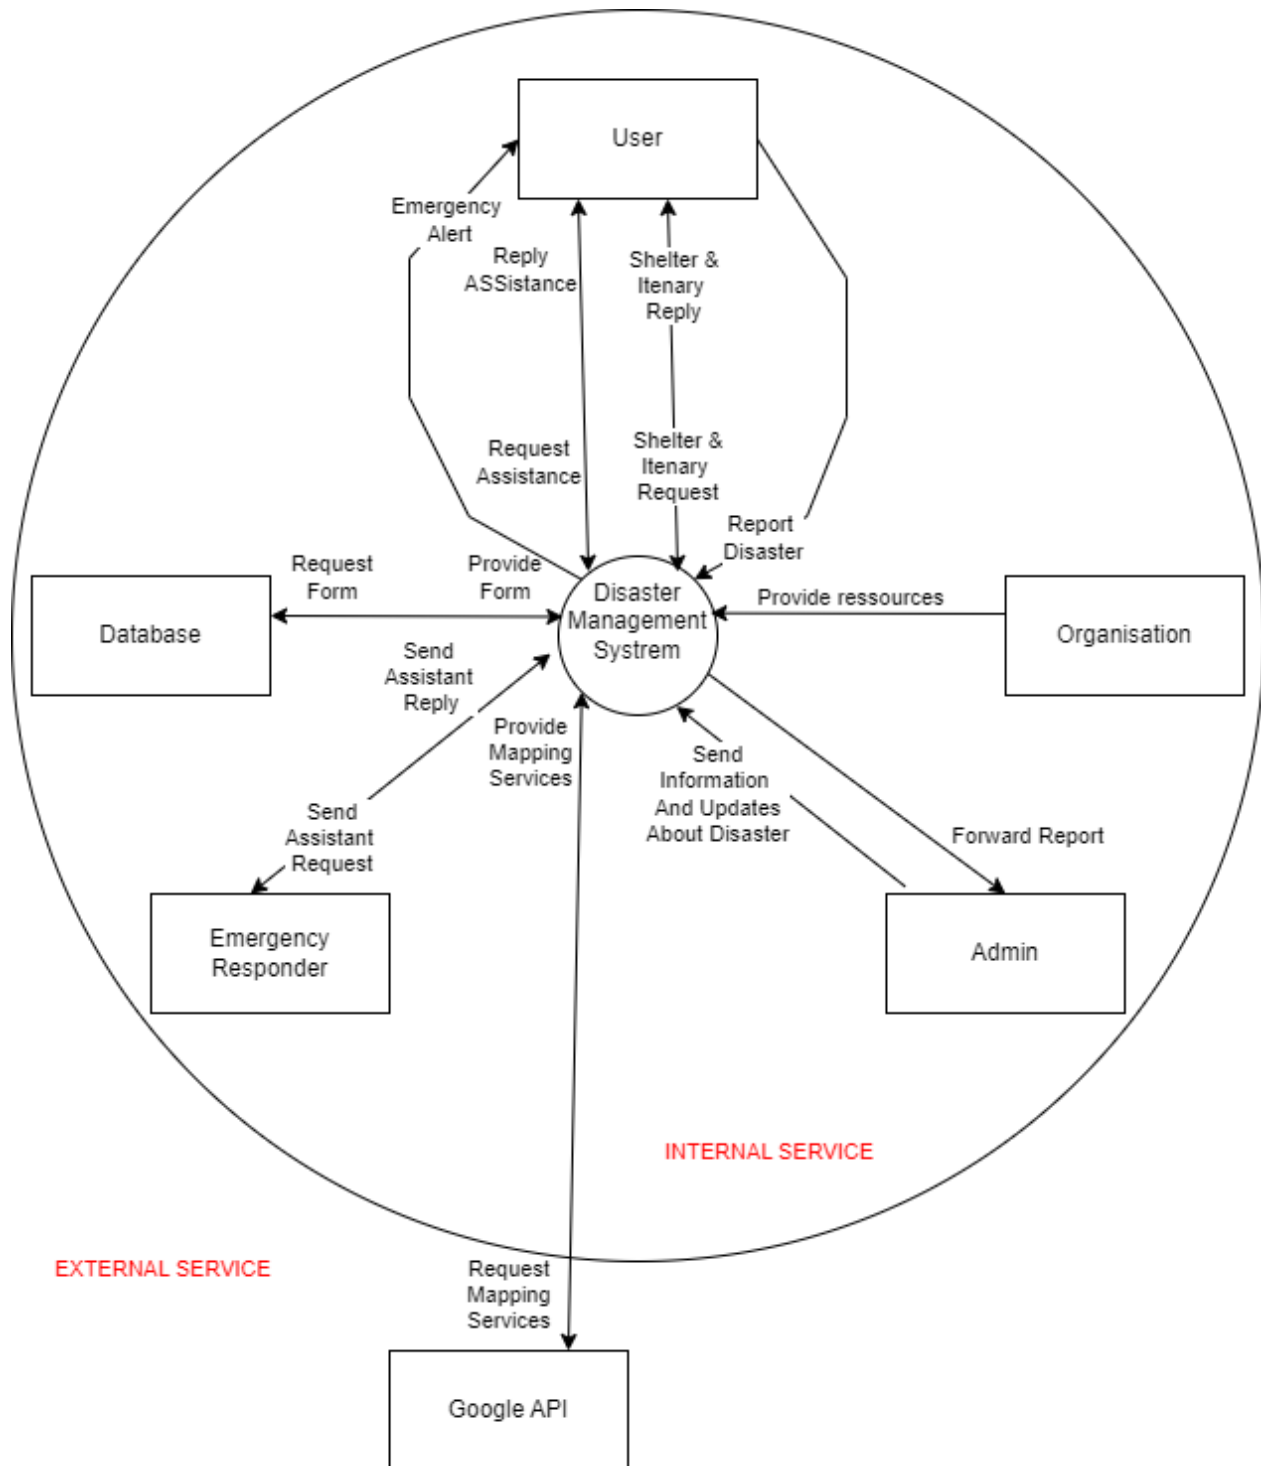 User
Emergency
Alert
Reply
ASSistance
Shelter &
Itenary
Reply
Request
Assistance
Shelter &
Itenary
Request
Report
Disaster
Request
Form
Provide
Form
Disaster
Management
Systrem
Provide ressources
Database
Organisation
Send
Assistant
Reply
Provide
Mapping
Services
Send
Information
And Updates
About Disaster
Send
Assistant
Request
Forward Report
Emergency
Responder
Admin
INTERNAL SERVICE
EXTERNAL SERVICE
Request
Mapping
Services
Google API